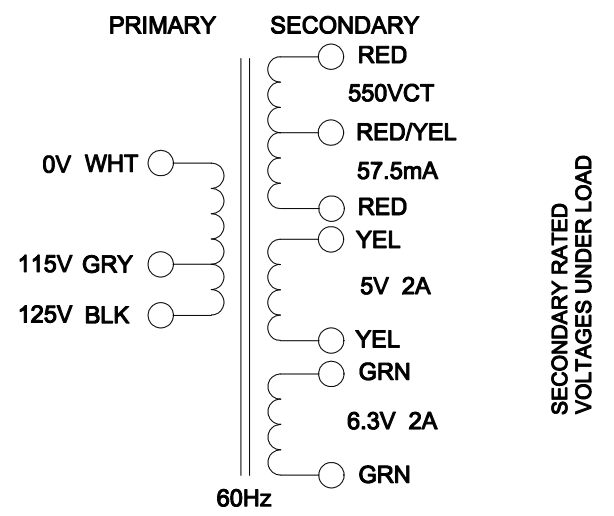 PRIMARY
SECONDARY
RED
550VCT
RED/YEL
57.5mA
RED
0V WHT
115V GRY
125V BLK
YEL
5V 2A
YEL
GRN
6.3V 2A
GRN
60Hz
SECONDARY RATED
VOLTAGES UNDER LOAD